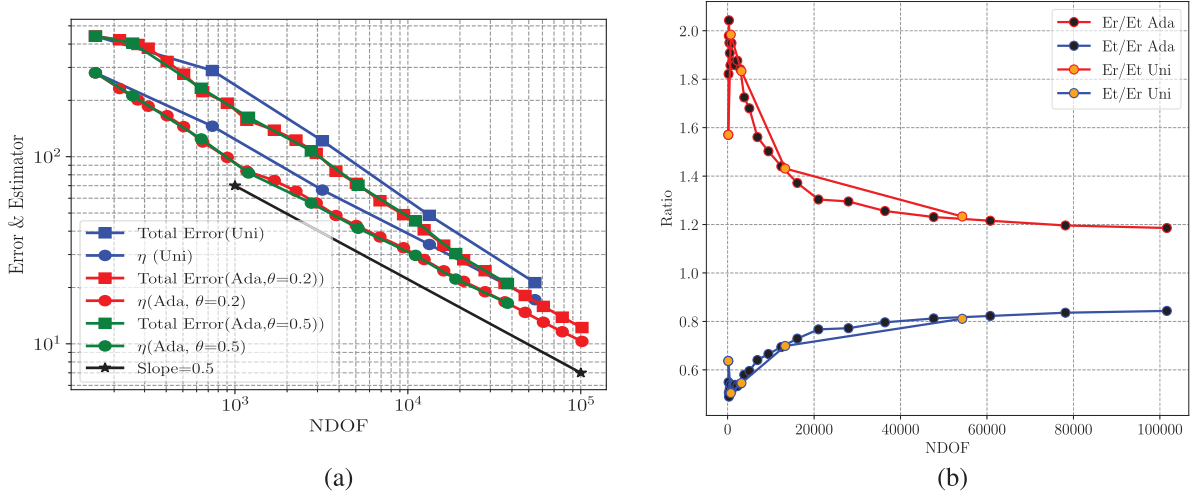 Error & Estimator
10²
10¹
Total Error(Uni)
η (Uni)
Total Error(Ada,θ=0.2))
η(Ada, θ=0.2)
Total Error(Ada,θ=0.5))
η(Ada, θ=0.5)
Slope=0.5
10³ 10⁴ 10⁵
NDOF
(a)
Ratio
2.0
1.8
1.6
1.4
1.2
1.0
0.8
0.6
Er/Et Ada
Et/Er Ada
Er/Et Uni
Et/Er Uni
0 20000 40000 60000 80000 100000
NDOF
(b)